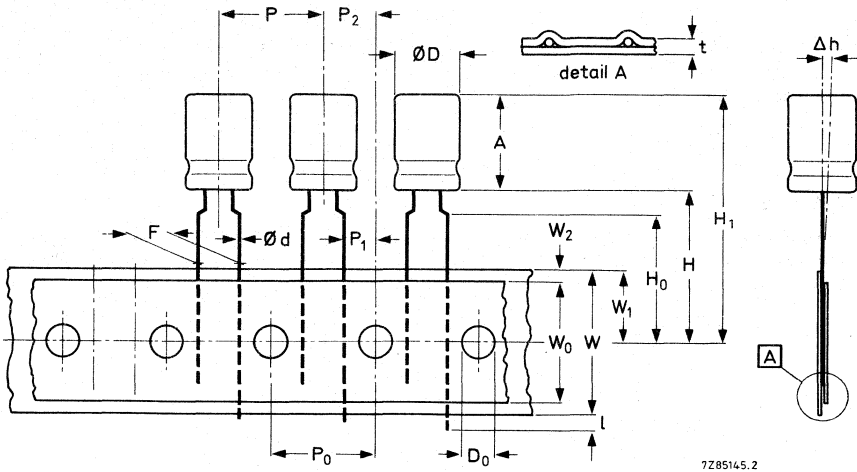 P P₂
ØD
t
detail A
Δh
A
H₁
F
Ød
P₁
W₂
H₀
H
W₁
W₀
W
A
P₀
D₀
l
7Z85145.2